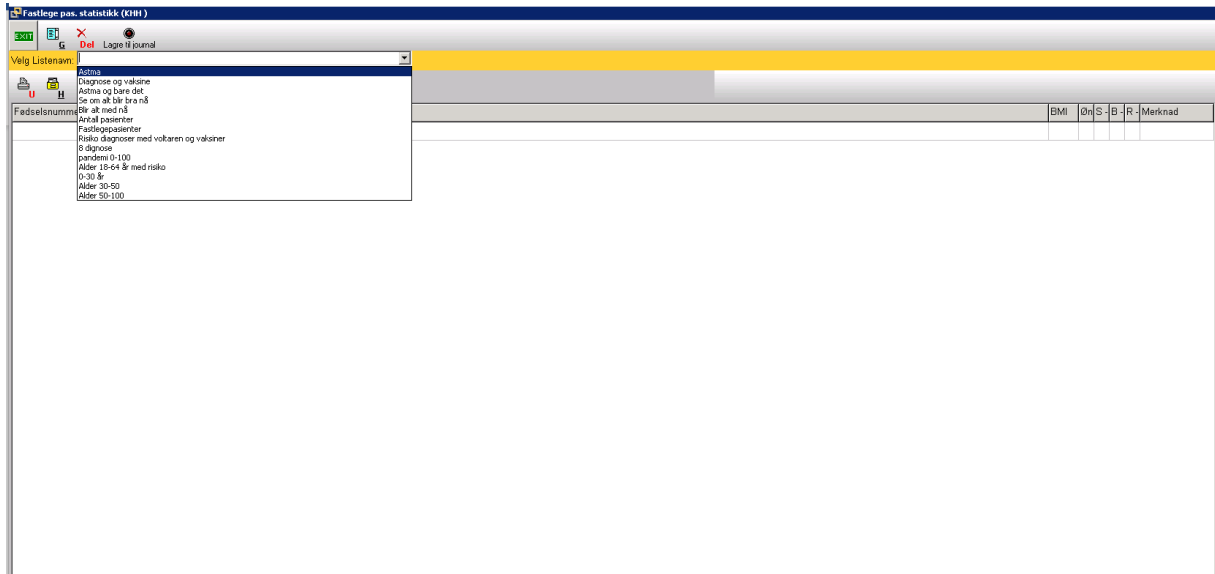 Fastlege pas. statistikk (KHH )
EXIT G Del Lagre til journal
Velg Listenavn:
Astma
Diagnose og vaksine
Astma og bare det
Se om alt blir bra nå
Blir alt med nå
Antall pasienter
Fastlegepasienter
Risiko diagnoser med voltaren og vaksiner
8 dignose
pandemi 0-100
Alder 18-64 år med risiko
0-30 år
Alder 30-50
Alder 50-100
U H
Fødselsnumme BMI Øn S - B - R - Merknad